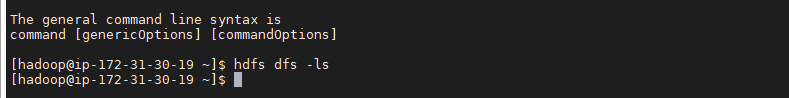 The general command line syntax is
command [genericOptions] [commandOptions]
[hadoop@ip-172-31-30-19 ~]$ hdfs dfs -ls
[hadoop@ip-172-31-30-19 ~]$